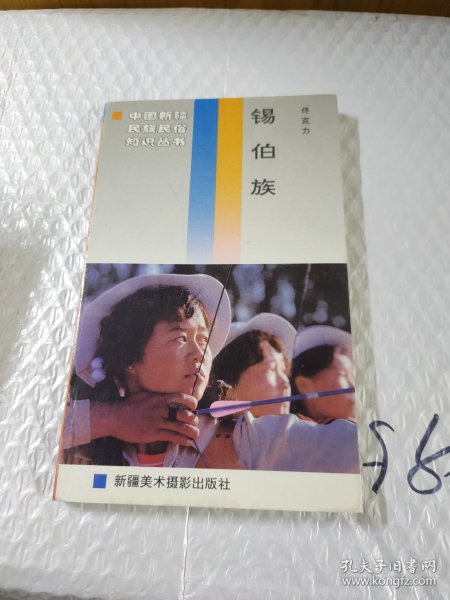 中国新疆
民族民俗
知识丛书
锡伯族
佟克力
新疆美术摄影出版社
孔夫子旧书网
www.kongfz.com